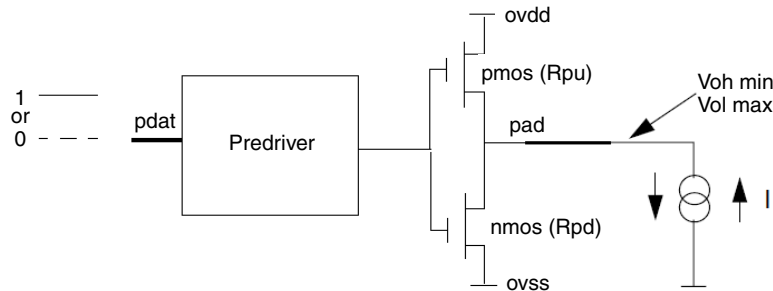 ovdd
pmos (Rpu)
Voh min
Vol max
1
or
0
pdat
Predriver
pad
I
nmos (Rpd)
ovss